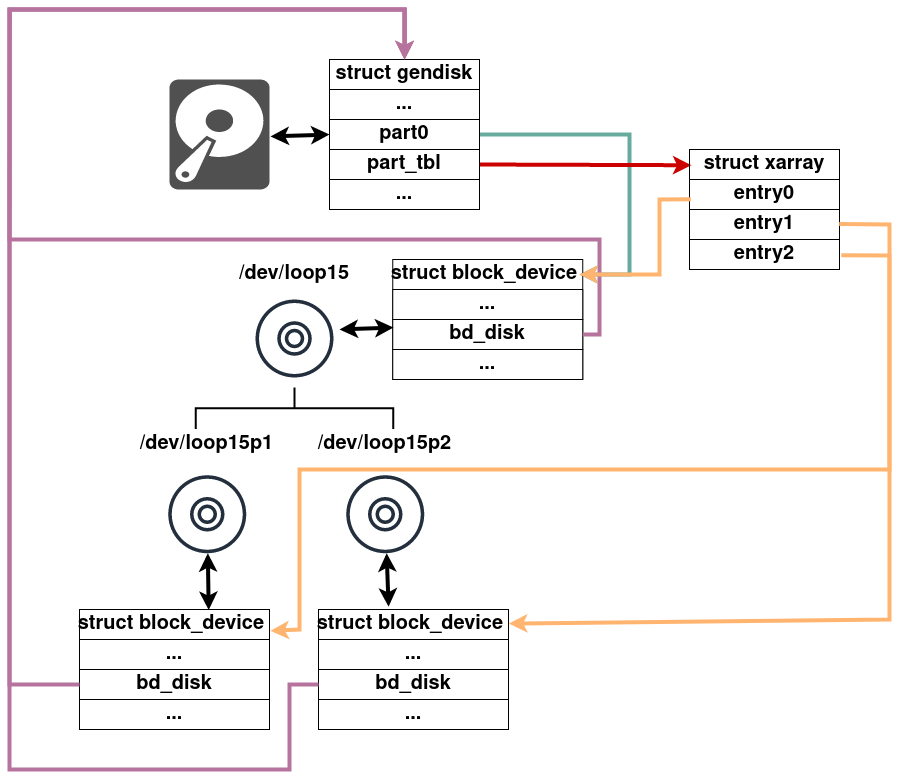 struct gendisk
...
part0
part_tbl
...
struct xarray
entry0
entry1
entry2
/dev/loop15
struct block_device
...
bd_disk
...
/dev/loop15p1
/dev/loop15p2
struct block_device
...
bd_disk
...
struct block_device
...
bd_disk
...